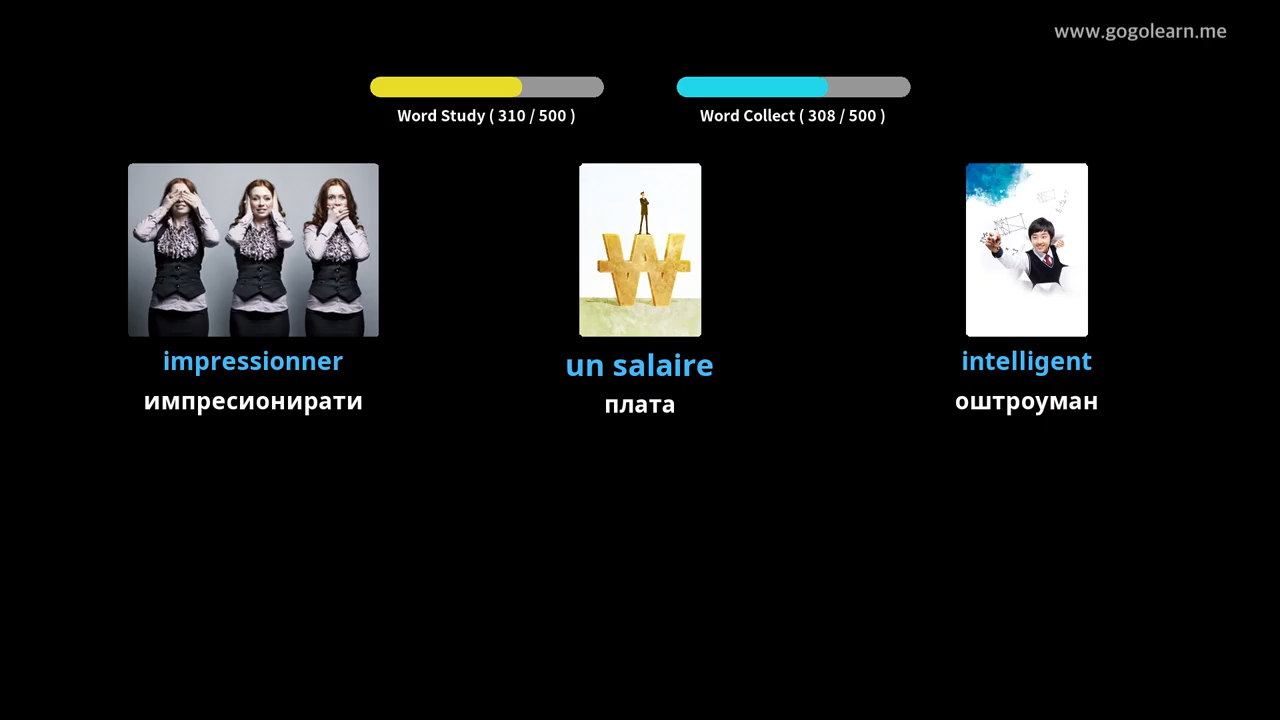 www.gogolearn.me
Word Study ( 310 / 500 )
Word Collect ( 308 / 500 )
impressionner
импресионирати
un salaire
плата
intelligent
оштроуман